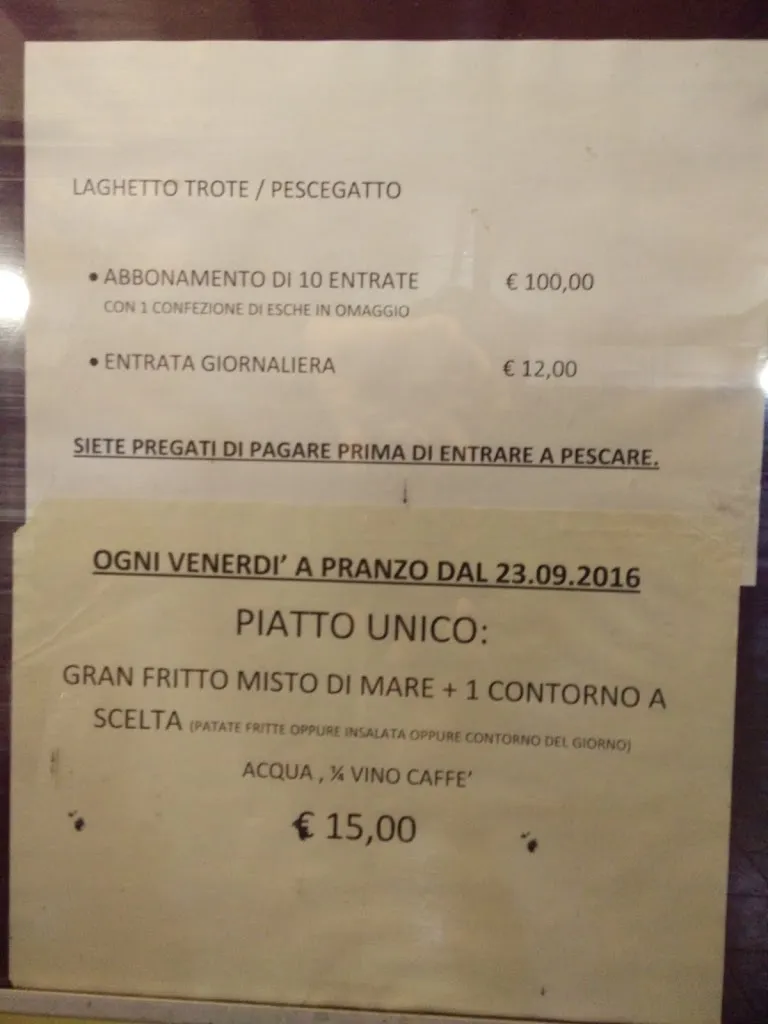 LAGHETTO TROTE / PESCEGATTO
• ABBONAMENTO DI 10 ENTRATE € 100,00
CON 1 CONFEZIONE DI ESCHE IN OMAGGIO
• ENTRATA GIORNALIERA € 12,00
SIETE PREGATI DI PAGARE PRIMA DI ENTRARE A PESCARE.
OGNI VENERDI' A PRANZO DAL 23.09.2016
PIATTO UNICO:
GRAN FRITTO MISTO DI MARE + 1 CONTORNO A
SCELTA (PATATE FRITTE OPPURE INSALATA OPPURE CONTORNO DEL GIORNO)
ACQUA , ¼ VINO CAFFE'
€ 15,00